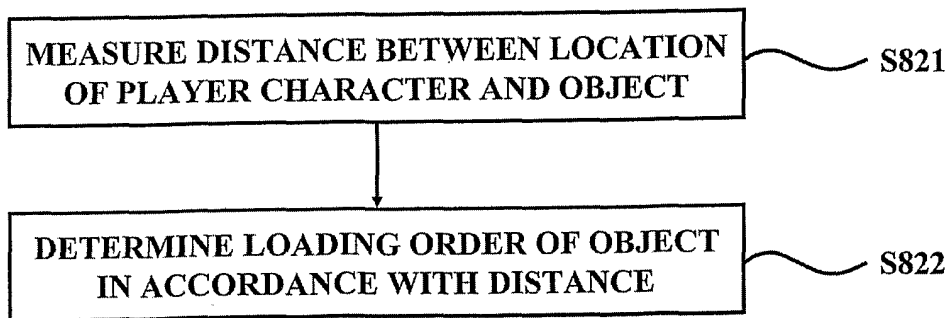 MEASURE DISTANCE BETWEEN LOCATION
OF PLAYER CHARACTER AND OBJECT
S821
DETERMINE LOADING ORDER OF OBJECT
IN ACCORDANCE WITH DISTANCE
S822